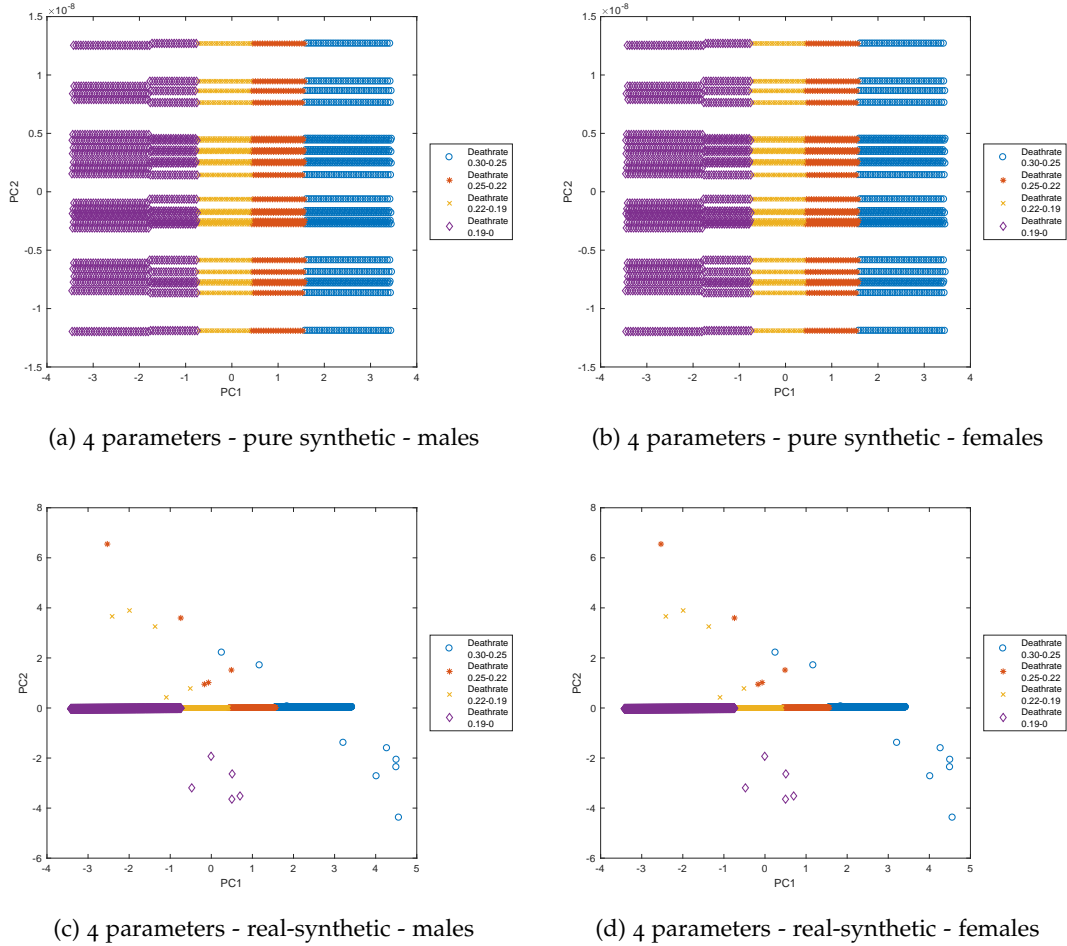 ×10⁻⁸
1.5
1
0.5
0
-0.5
-1
-1.5
PC2
-4 -3 -2 -1 0 1 2 3 4
PC1
Deathrate
0.30-0.25
Deathrate
0.25-0.22
Deathrate
0.22-0.19
Deathrate
0.19-0
(a) 4 parameters - pure synthetic - males
×10⁻⁸
1.5
1
0.5
0
-0.5
-1
-1.5
PC2
-4 -3 -2 -1 0 1 2 3 4
PC1
Deathrate
0.30-0.25
Deathrate
0.25-0.22
Deathrate
0.22-0.19
Deathrate
0.19-0
(b) 4 parameters - pure synthetic - females
8
6
4
2
0
-2
-4
-6
PC2
-4 -3 -2 -1 0 1 2 3 4 5
PC1
Deathrate
0.30-0.25
Deathrate
0.25-0.22
Deathrate
0.22-0.19
Deathrate
0.19-0
(c) 4 parameters - real-synthetic - males
8
6
4
2
0
-2
-4
-6
PC2
-4 -3 -2 -1 0 1 2 3 4 5
PC1
Deathrate
0.30-0.25
Deathrate
0.25-0.22
Deathrate
0.22-0.19
Deathrate
0.19-0
(d) 4 parameters - real-synthetic - females